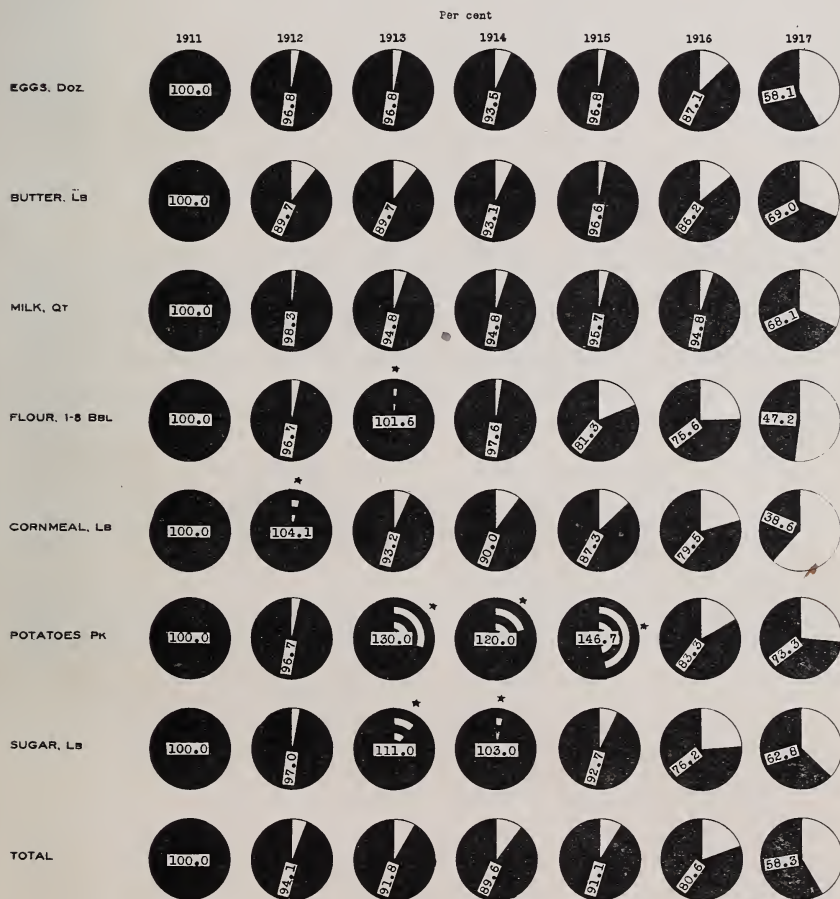 Per cent
1911 1912 1913 1914 1915 1916 1917
EGGS, DOZ 100.0 96.8 96.8 93.5 96.8 87.1 58.1
BUTTER, LB 100.0 89.7 89.7 93.1 96.6 86.2 69.0
MILK, QT 100.0 98.3 94.8 94.8 95.7 94.8 68.1
FLOUR, 1-8 BBL 100.0 96.7 101.6 97.6 81.3 75.6 47.2
CORNMEAL, LB 100.0 104.1 93.2 90.0 87.3 79.5 38.6
POTATOES PK 100.0 96.7 130.0 120.0 146.7 83.3 73.3
SUGAR, LB 100.0 97.0 111.0 103.0 92.7 76.2 62.8
TOTAL 100.0 94.1 91.8 89.6 91.1 80.6 58.3